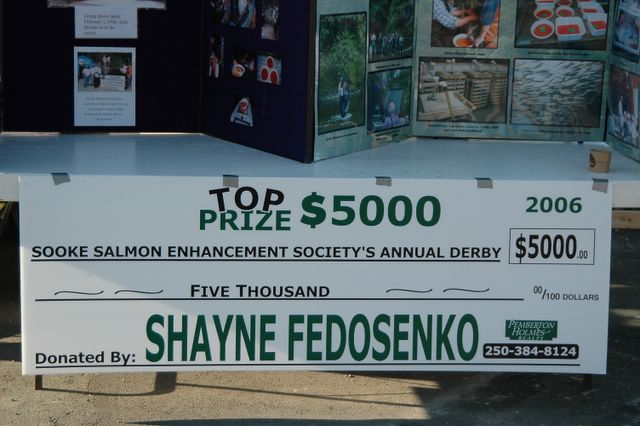 TOP
PRIZE $5000
2006
SOOKE SALMON ENHANCEMENT SOCIETY'S ANNUAL DERBY
$5000.00
FIVE THOUSAND
00/100 DOLLARS
Donated By: SHAYNE FEDOSENKO
PEMBERTON
HOLMES
REALTY
250-384-8124